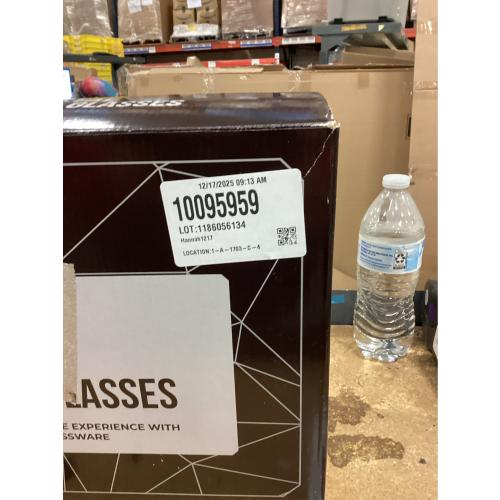 GLASSES
12/17/2025 09:13 AM
10095959
LOT:1186056134
Hannah1217
LOCATION:1-A-1703-C-4
LASSES
E EXPERIENCE WITH
SSWARE